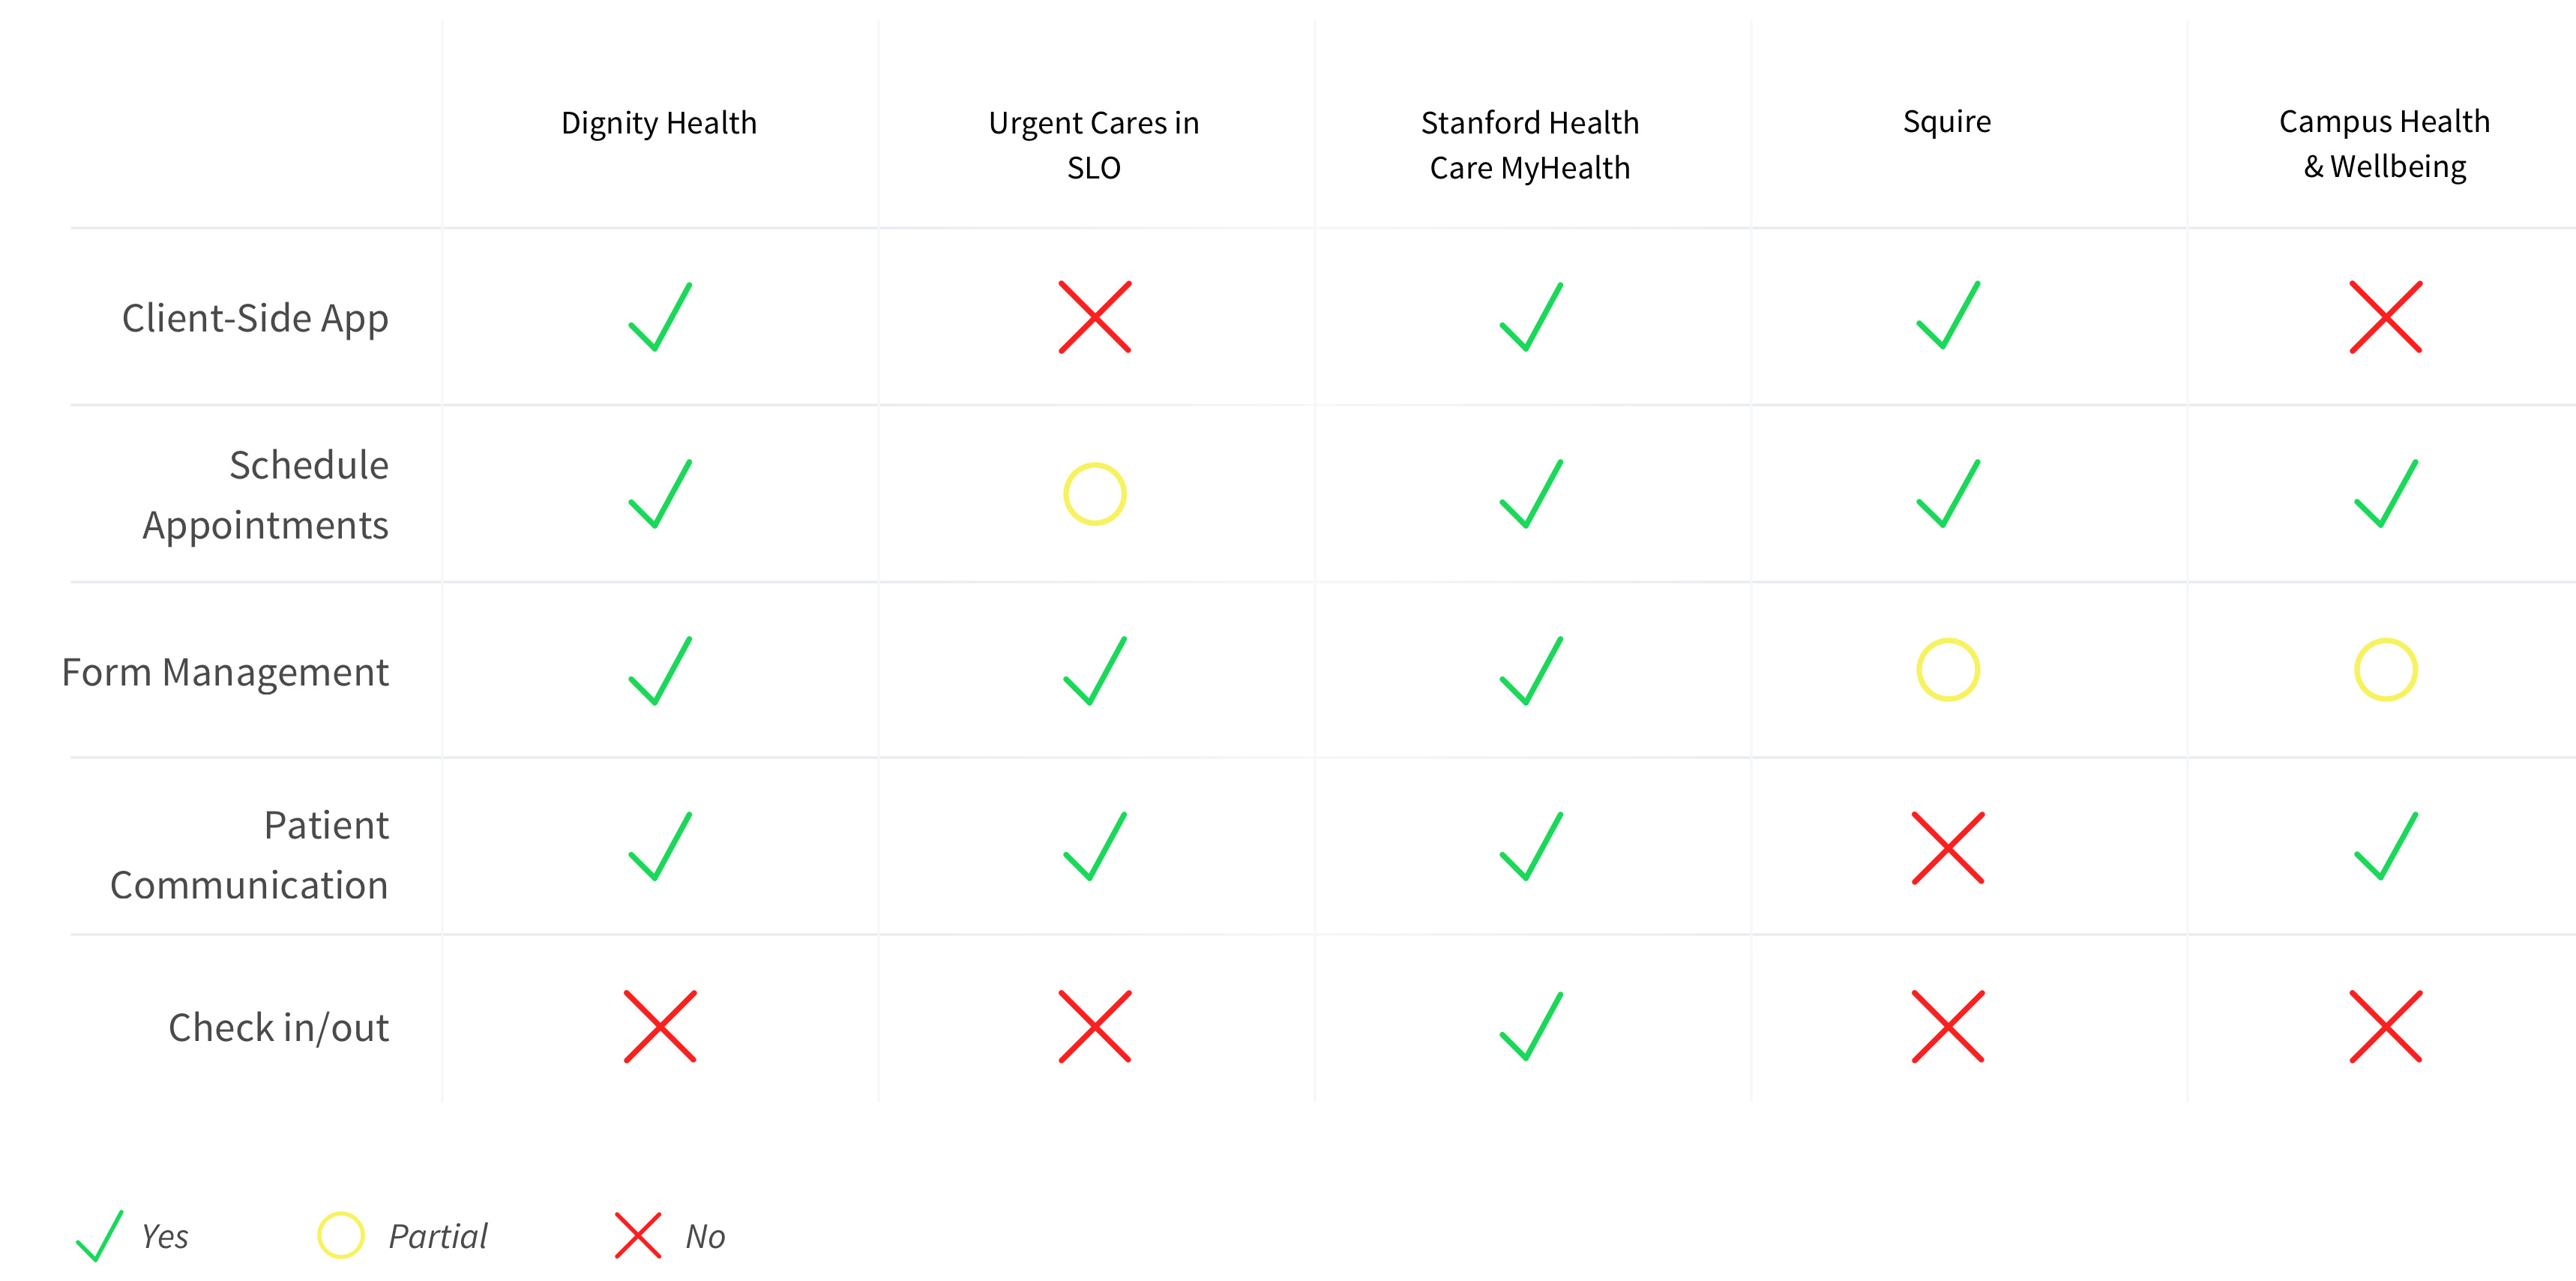 Dignity Health
Urgent Cares in
SLO
Stanford Health
Care MyHealth
Squire
Campus Health
& Wellbeing
Client-Side App
Schedule
Appointments
Form Management
Patient
Communication
Check in/out
Yes
Partial
No